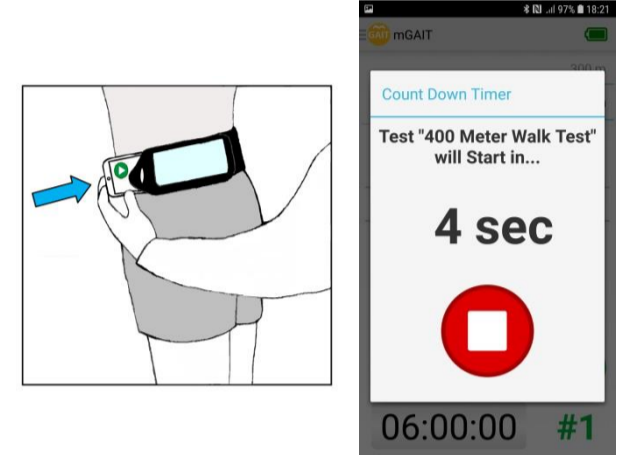 97% 18:21
GAIT mGAIT
300 m
Count Down Timer
Test "400 Meter Walk Test"
will Start in...
4 sec
06:00:00 #1